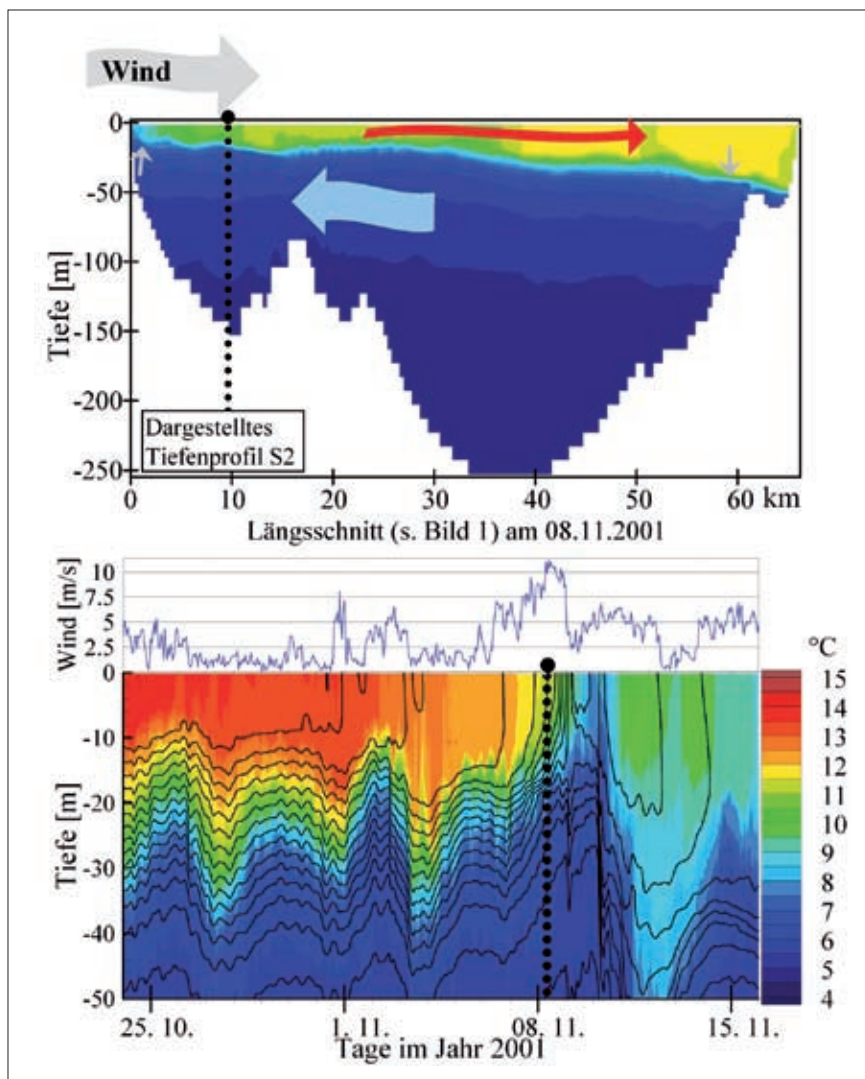 Wind
0
-50
-100
-150
-200
-250
Tiefe [m]
Dargestelltes
Tiefenprofil S2
0 10 20 30 40 50 60 km
Längsschnitt (s. Bild 1) am 08.11.2001
Wind [m/s]
10
7.5
5
2.5
0
-10
-20
-30
-40
-50
Tiefe [m]
°C
15
14
13
12
11
10
9
8
7
6
5
4
25. 10. 1. 11. 08. 11. 15. 11.
Tage im Jahr 2001